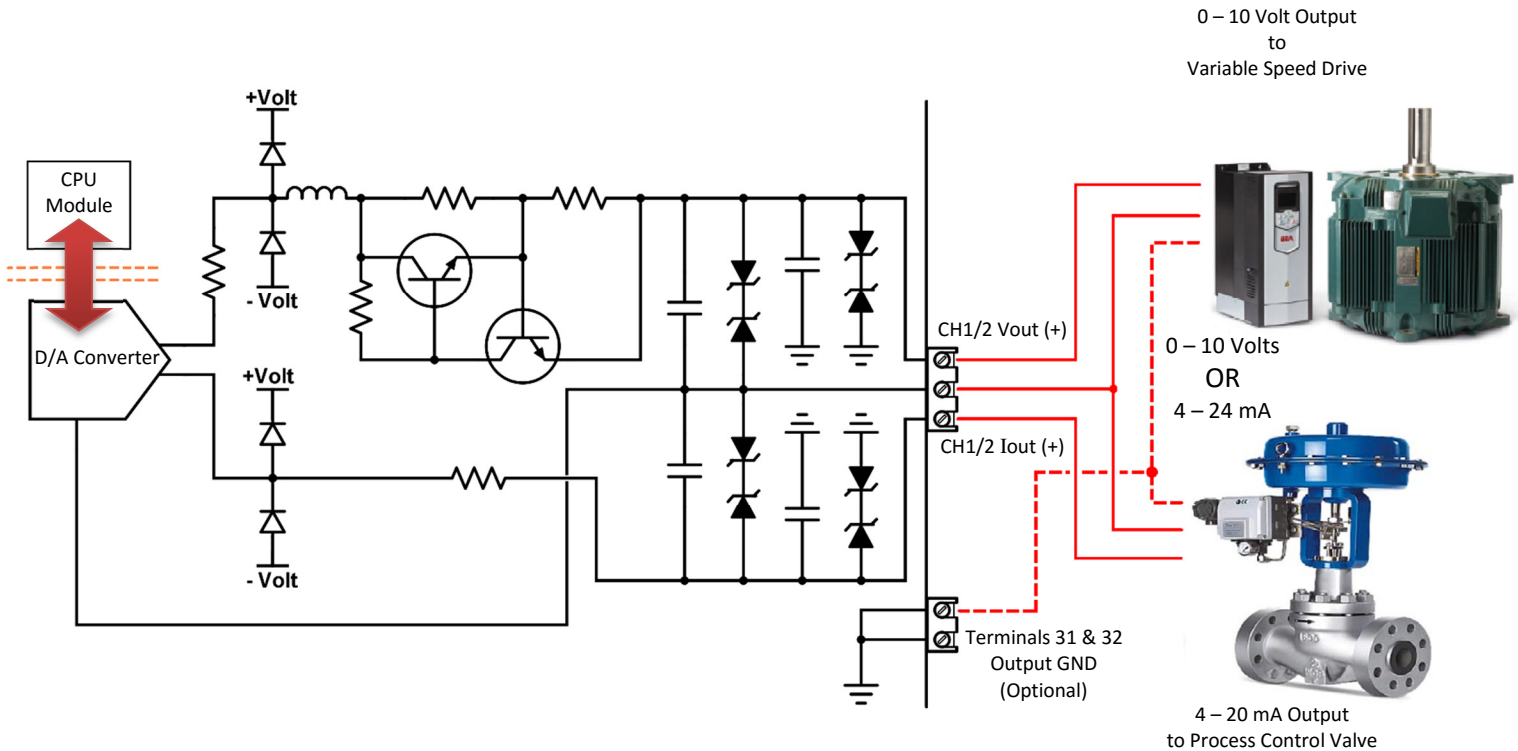 0 – 10 Volt Output
to
Variable Speed Drive
+Volt
CPU
Module
- Volt
D/A Converter
+Volt
- Volt
CH1/2 Vout (+)
0 – 10 Volts
OR
4 – 24 mA
CH1/2 Iout (+)
Terminals 31 & 32
Output GND
(Optional)
4 – 20 mA Output
to Process Control Valve